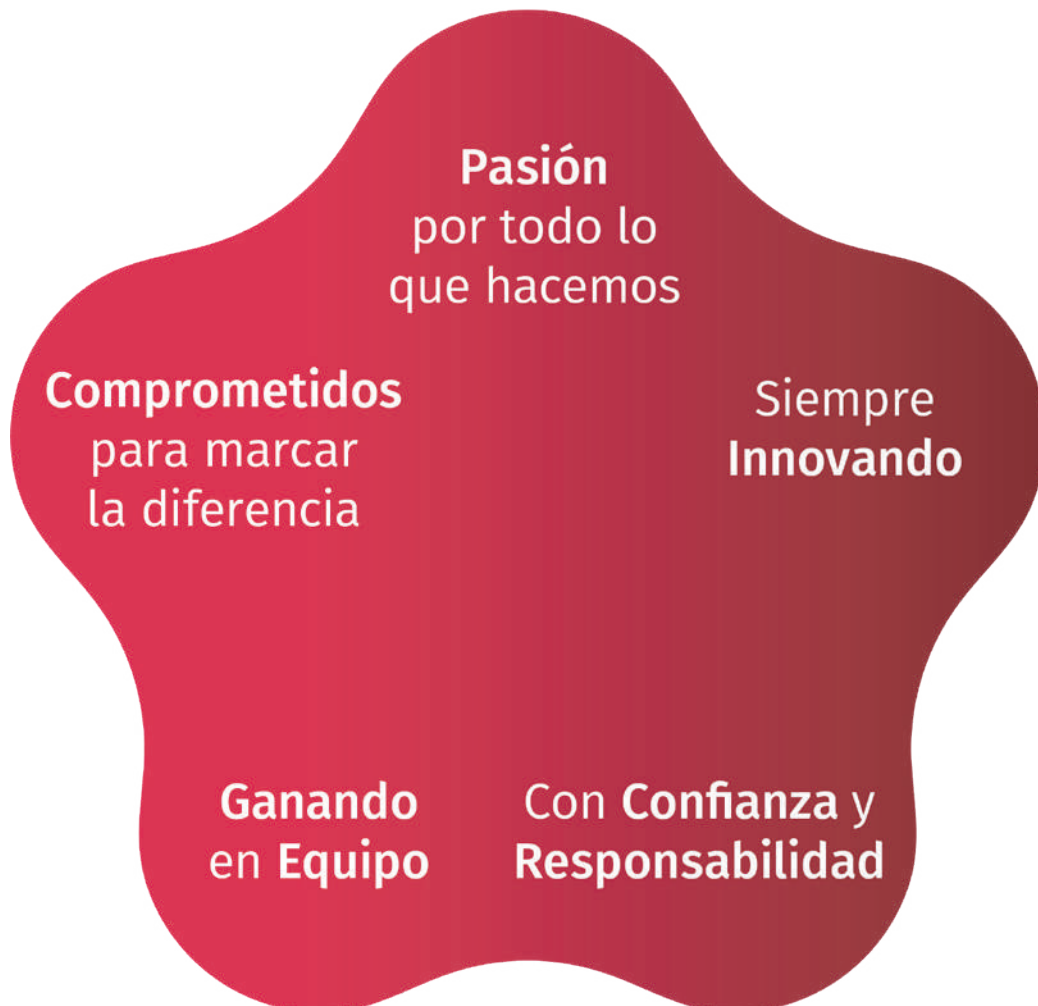 Pasión
por todo lo
que hacemos
Comprometidos
para marcar
la diferencia
Siempre
Innovando
Ganando
en Equipo
Con Confianza y
Responsabilidad